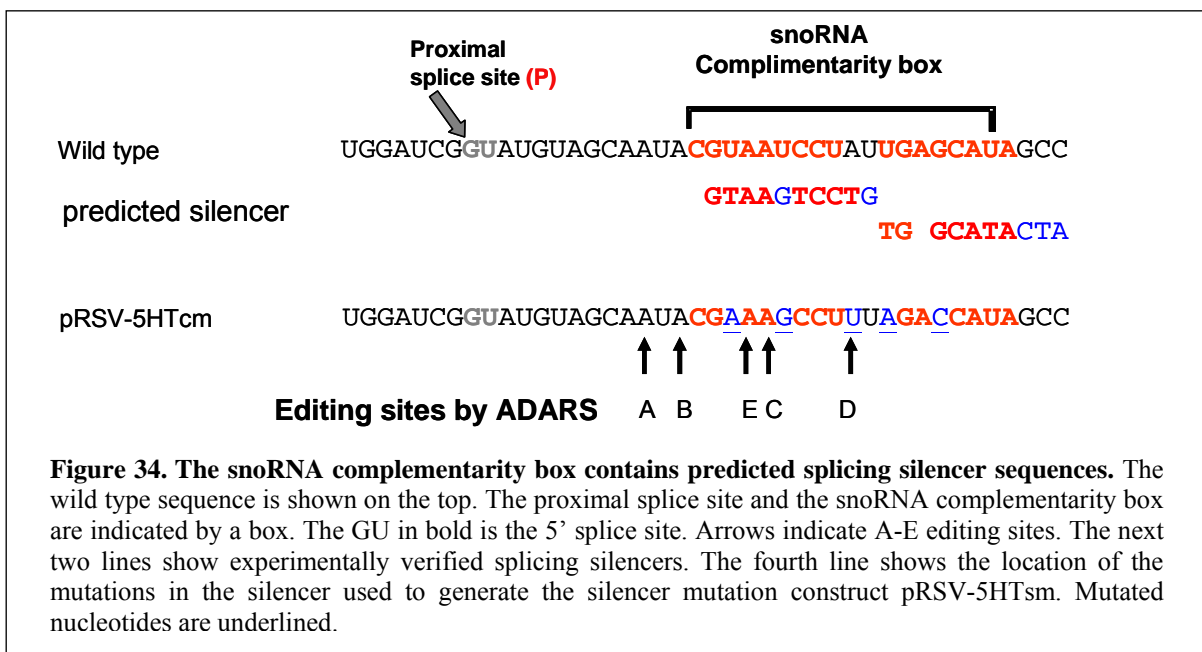 snoRNA
Complimentarity box
Proximal
splice site (P)
Wild type
UGGAUCGGUAUGUAGCAAUACGUAAUCCUAUUGAGCAUAGCC
predicted silencer
GTAAGTCCTG
TG GCATACTA
pRSV-5HTcm
UGGAUCGGUAUGUAGCAAUACGAAAGCCUUUAGACCAUAGCC
Editing sites by ADARS
A B E C D
Figure 34. The snoRNA complementarity box contains predicted splicing silencer sequences. The
wild type sequence is shown on the top. The proximal splice site and the snoRNA complementarity box
are indicated by a box. The GU in bold is the 5' splice site. Arrows indicate A-E editing sites. The next
two lines show experimentally verified splicing silencers. The fourth line shows the location of the
mutations in the silencer used to generate the silencer mutation construct pRSV-5HTsm. Mutated
nucleotides are underlined.